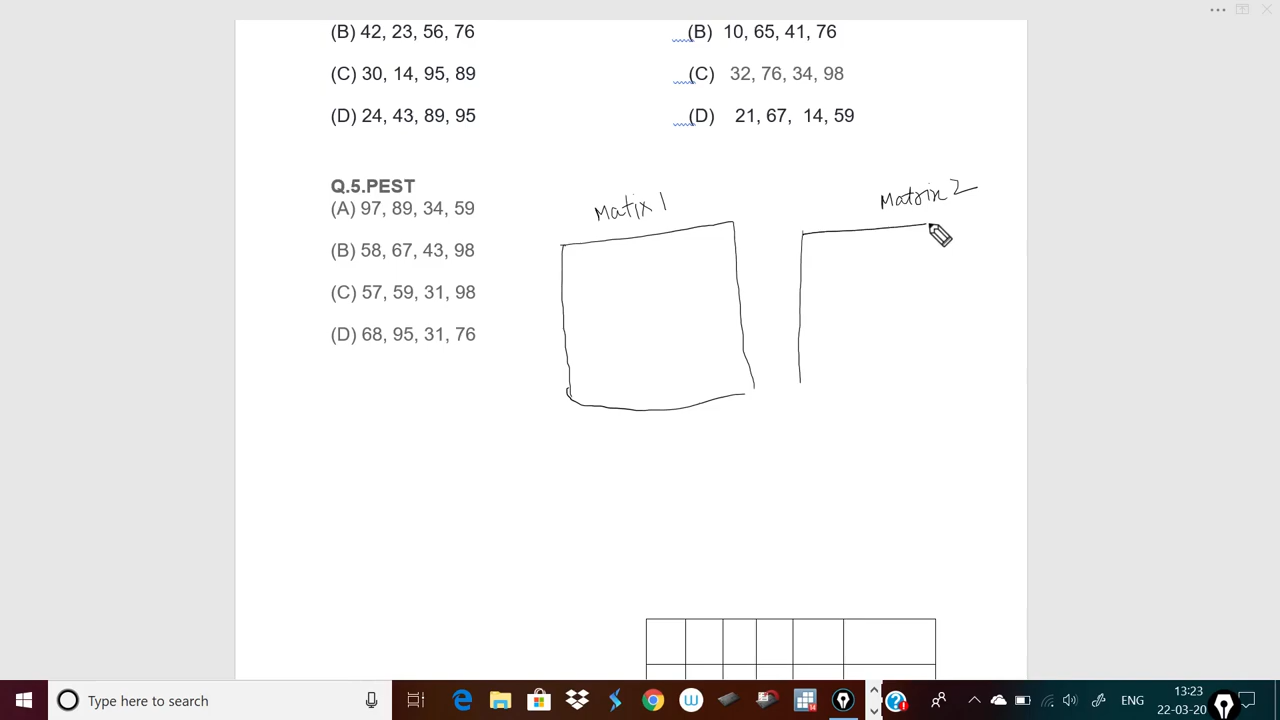 (B) 42, 23, 56, 76
(B) 10, 65, 41, 76
(C) 30, 14, 95, 89
(C) 32, 76, 34, 98
(D) 24, 43, 89, 95
(D) 21, 67, 14, 59
Q.5.PEST
(A) 97, 89, 34, 59
(B) 58, 67, 43, 98
(C) 57, 59, 31, 98
(D) 68, 95, 31, 76
Matix 1
Matrix 2
Type here to search
ENG
13:23
22-03-20